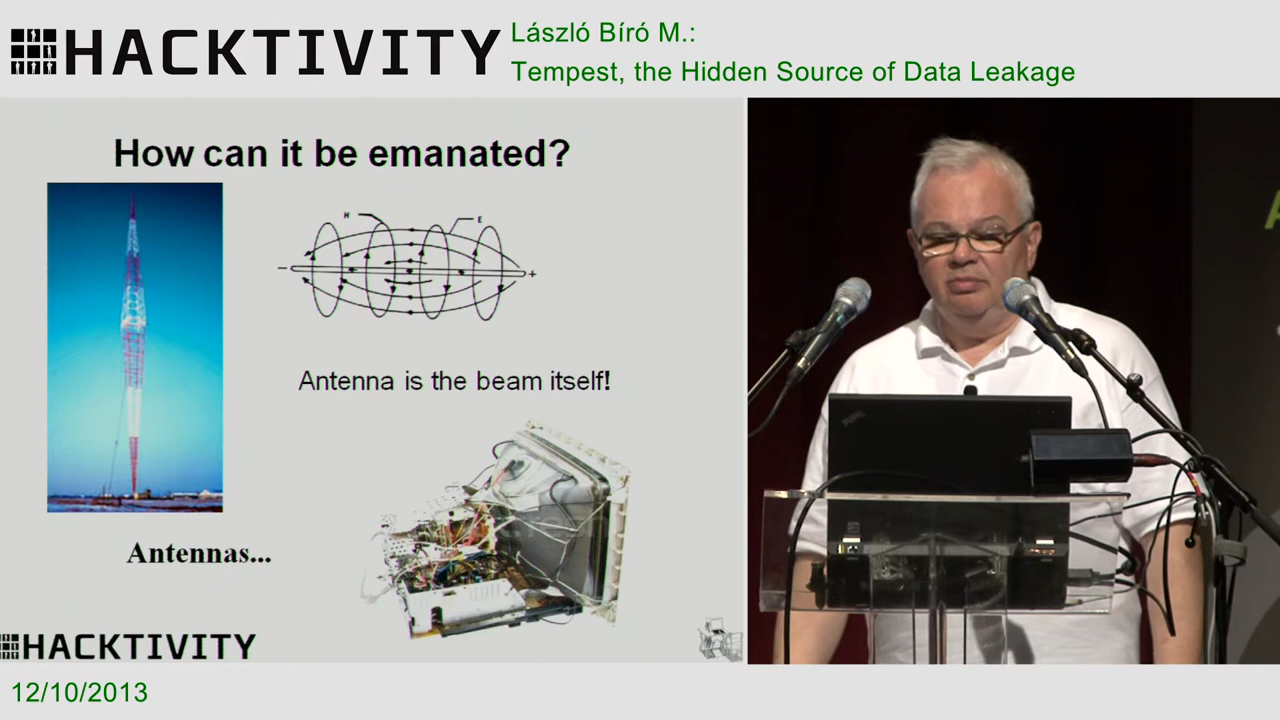 HACKTIVITY
László Bíró M.:
Tempest, the Hidden Source of Data Leakage
How can it be emanated?
H
E
-
+
Antenna is the beam itself!
Antennas...
HACKTIVITY
12/10/2013